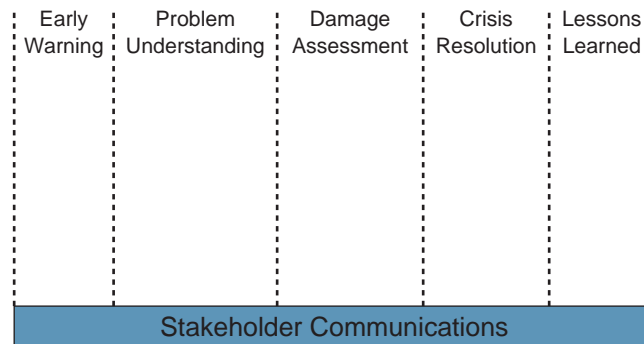 Early
Warning
Problem
Understanding
Damage
Assessment
Crisis
Resolution
Lessons
Learned
Stakeholder Communications